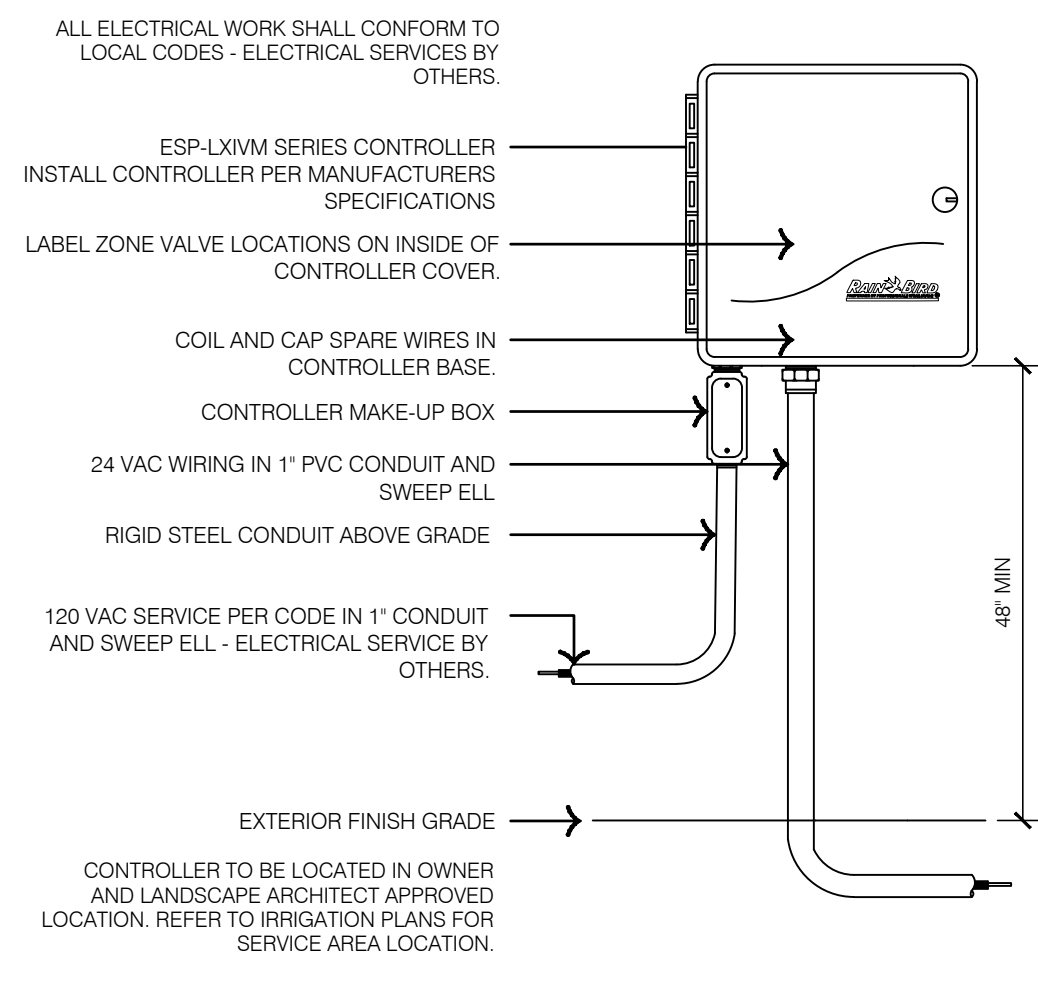 ALL ELECTRICAL WORK SHALL CONFORM TO
LOCAL CODES - ELECTRICAL SERVICES BY
OTHERS.
ESP-LXIVM SERIES CONTROLLER
INSTALL CONTROLLER PER MANUFACTURERS
SPECIFICATIONS
LABEL ZONE VALVE LOCATIONS ON INSIDE OF
CONTROLLER COVER.
RAIN BIRD
COIL AND CAP SPARE WIRES IN
CONTROLLER BASE.
CONTROLLER MAKE-UP BOX
24 VAC WIRING IN 1" PVC CONDUIT AND
SWEEP ELL
RIGID STEEL CONDUIT ABOVE GRADE
48" MIN
120 VAC SERVICE PER CODE IN 1" CONDUIT
AND SWEEP ELL - ELECTRICAL SERVICE BY
OTHERS.
EXTERIOR FINISH GRADE
CONTROLLER TO BE LOCATED IN OWNER
AND LANDSCAPE ARCHITECT APPROVED
LOCATION. REFER TO IRRIGATION PLANS FOR
SERVICE AREA LOCATION.